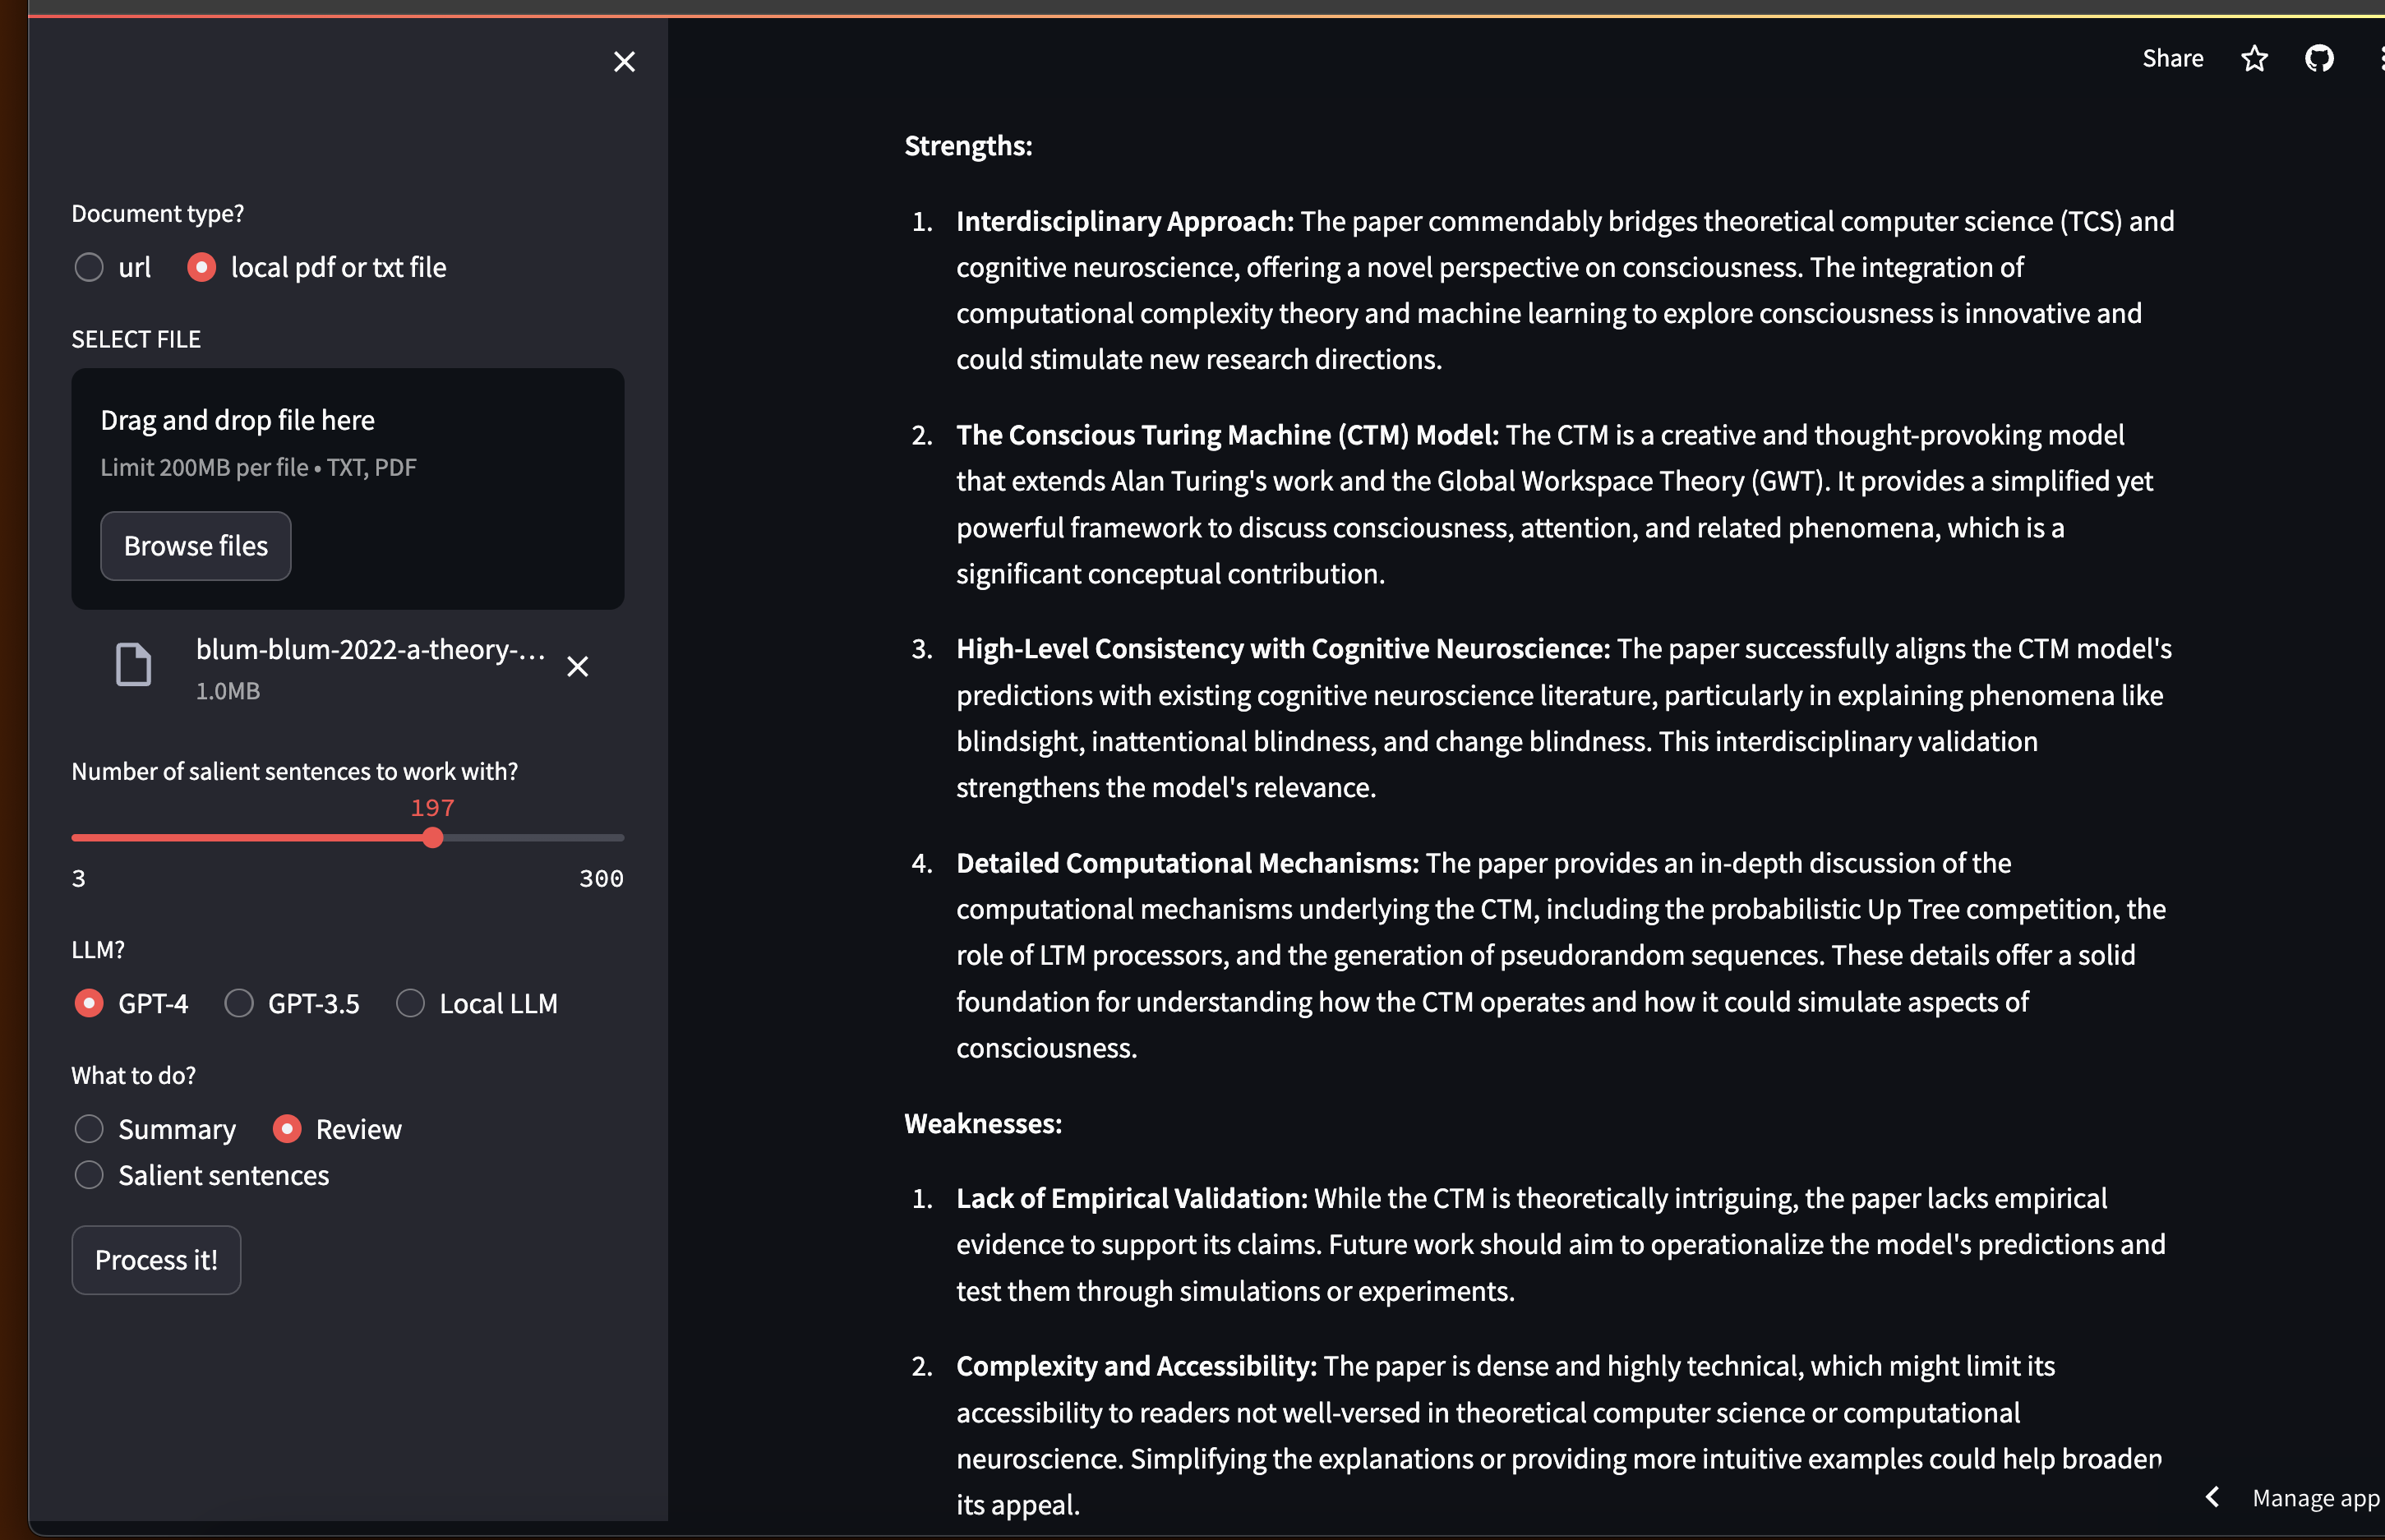 Share
Document type?
url
local pdf or txt file
SELECT FILE
Drag and drop file here
Limit 200MB per file • TXT, PDF
Browse files
blum-blum-2022-a-theory-...
1.0MB
Number of salient sentences to work with?
197
3
300
LLM?
GPT-4
GPT-3.5
Local LLM
What to do?
Summary
Review
Salient sentences
Process it!
Strengths:
1. Interdisciplinary Approach: The paper commendably bridges theoretical computer science (TCS) and
cognitive neuroscience, offering a novel perspective on consciousness. The integration of
computational complexity theory and machine learning to explore consciousness is innovative and
could stimulate new research directions.
2. The Conscious Turing Machine (CTM) Model: The CTM is a creative and thought-provoking model
that extends Alan Turing's work and the Global Workspace Theory (GWT). It provides a simplified yet
powerful framework to discuss consciousness, attention, and related phenomena, which is a
significant conceptual contribution.
3. High-Level Consistency with Cognitive Neuroscience: The paper successfully aligns the CTM model's
predictions with existing cognitive neuroscience literature, particularly in explaining phenomena like
blindsight, inattentional blindness, and change blindness. This interdisciplinary validation
strengthens the model's relevance.
4. Detailed Computational Mechanisms: The paper provides an in-depth discussion of the
computational mechanisms underlying the CTM, including the probabilistic Up Tree competition, the
role of LTM processors, and the generation of pseudorandom sequences. These details offer a solid
foundation for understanding how the CTM operates and how it could simulate aspects of
consciousness.
Weaknesses:
1. Lack of Empirical Validation: While the CTM is theoretically intriguing, the paper lacks empirical
evidence to support its claims. Future work should aim to operationalize the model's predictions and
test them through simulations or experiments.
2. Complexity and Accessibility: The paper is dense and highly technical, which might limit its
accessibility to readers not well-versed in theoretical computer science or computational
neuroscience. Simplifying the explanations or providing more intuitive examples could help broaden
its appeal.
Manage app